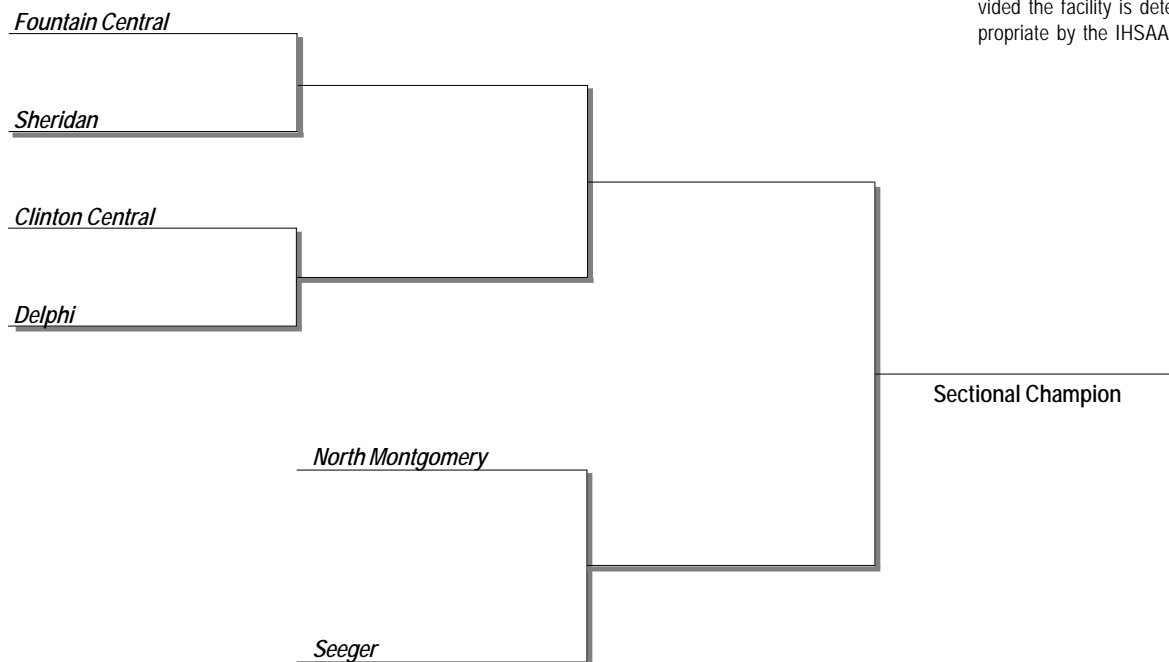 vided the facility is dete
propriate by the IHSAA
Fountain Central
Sheridan
Clinton Central
Delphi
Sectional Champion
North Montgomery
Seeger